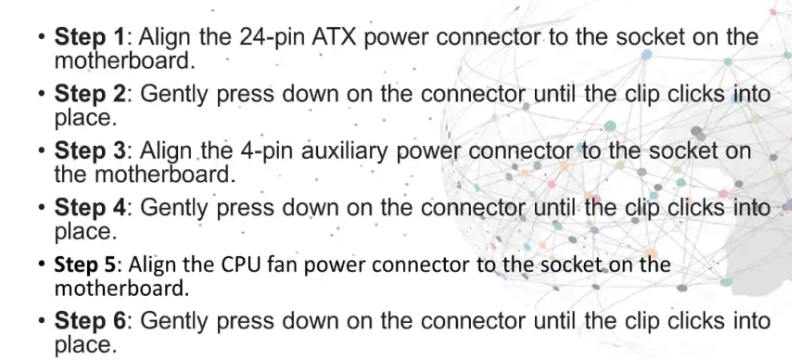 • Step 1: Align the 24-pin ATX power connector to the socket on the
motherboard.
• Step 2: Gently press down on the connector until the clip clicks into
place.
• Step 3: Align the 4-pin auxiliary power connector to the socket on
the motherboard.
• Step 4: Gently press down on the connector until the clip clicks into
place.
• Step 5: Align the CPU fan power connector to the socket on the
motherboard.
• Step 6: Gently press down on the connector until the clip clicks into
place.